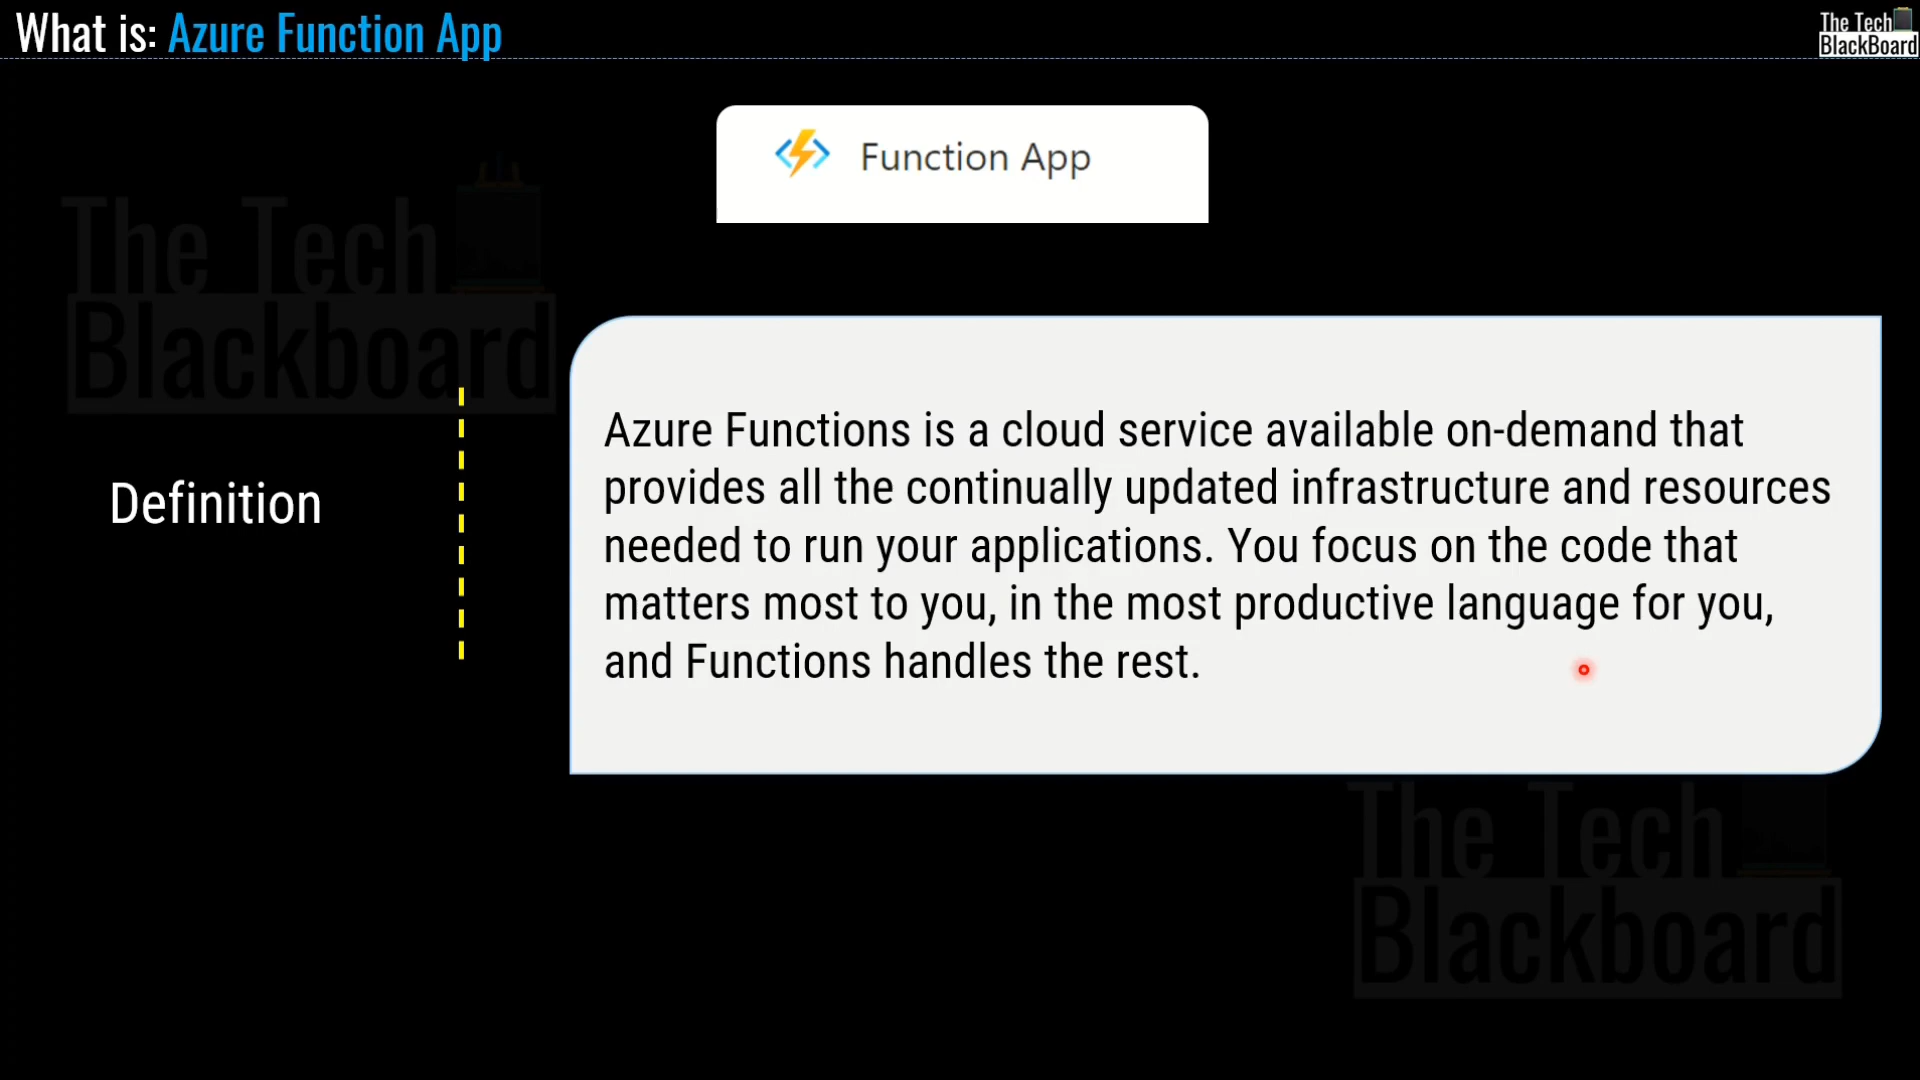 What is: Azure Function App
The Tech
BlackBoard
Function App
The Tech
Blackboard
Definition
Azure Functions is a cloud service available on-demand that
provides all the continually updated infrastructure and resources
needed to run your applications. You focus on the code that
matters most to you, in the most productive language for you,
and Functions handles the rest.
The Tech
Blackboard